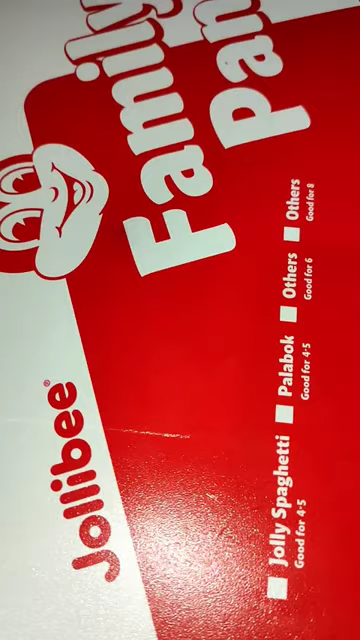 Jollibee®
Family
Pan
Jolly Spaghetti
Good for 4-5
Palabok
Good for 4-5
Others
Good for 6
Others
Good for 8